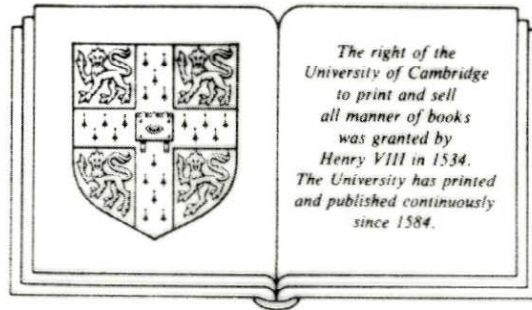 The right of the
University of Cambridge
to print and sell
all manner of books
was granted by
Henry VIII in 1534.
The University has printed
and published continuously
since 1584.